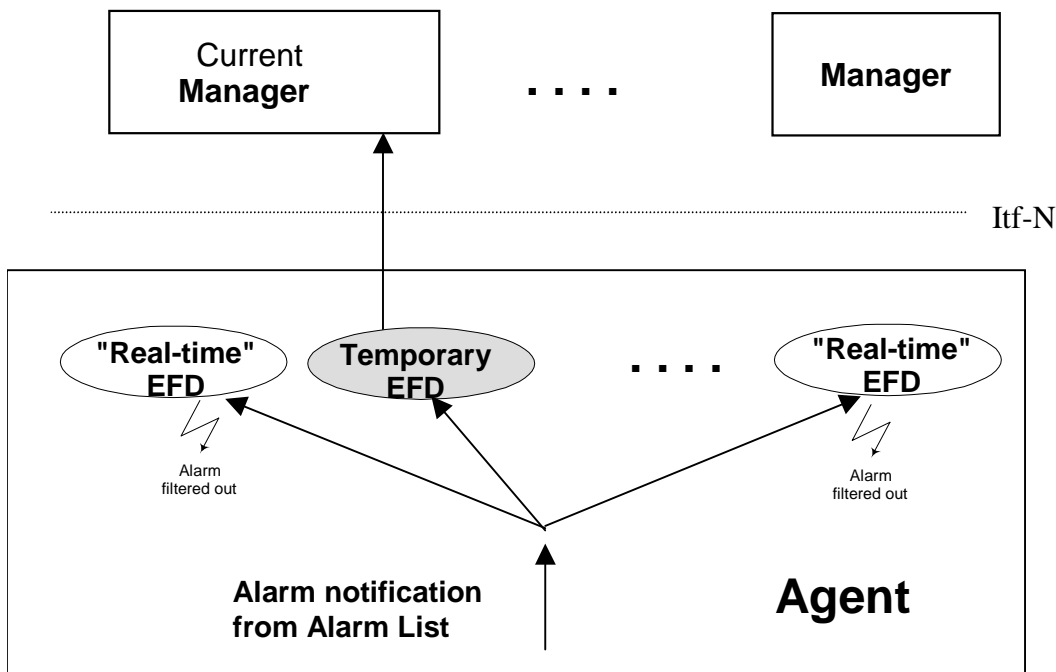 Current
Manager
. . . .
Manager
Itf-N
"Real-time"
EFD
Temporary
EFD
. . . .
"Real-time"
EFD
Alarm
filtered out
Alarm
filtered out
Alarm notification
from Alarm List
Agent